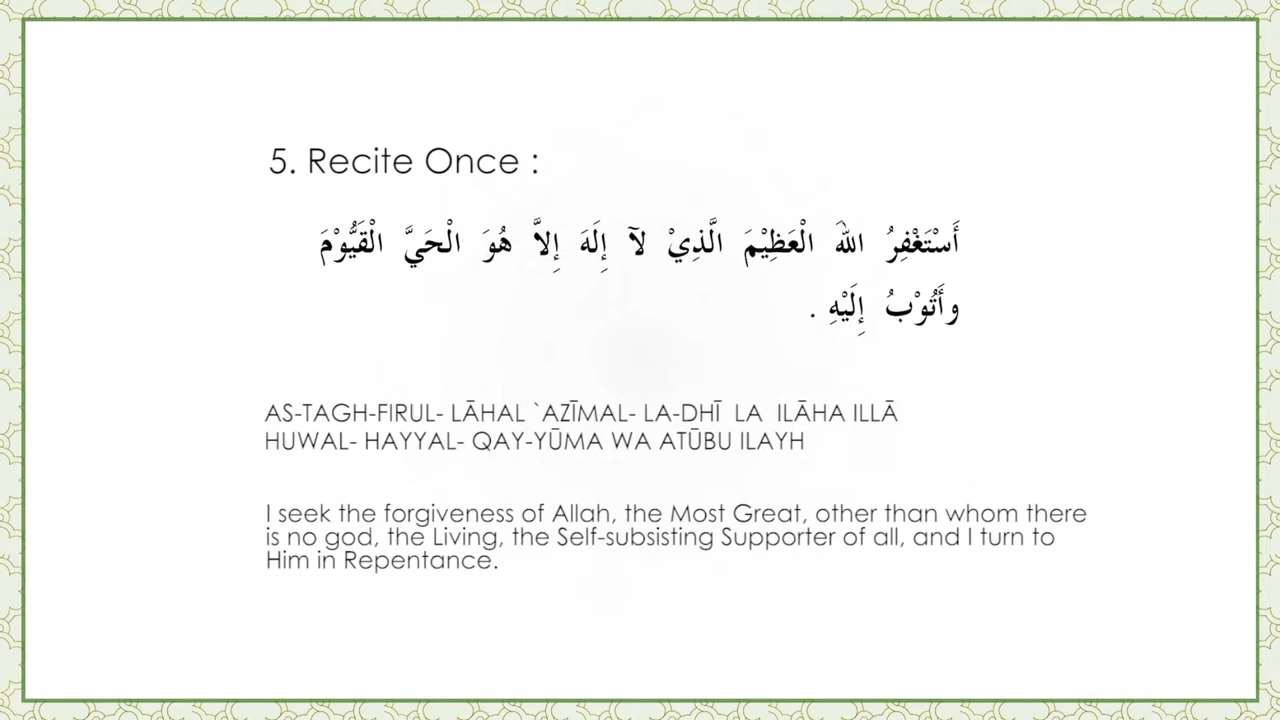 5. Recite Once :
أَسْتَغْفِرُ اللهَ الْعَظِيْمَ الَّذِيْ لآ إِلَهَ إِلاَّ هُوَ الْحَيَّ الْقَيُّوْمَ
وأَتُوْبُ إِلَيْهِ .
AS-TAGH-FIRUL- LĀHAL `AZĪMAL- LA-DHĪ LA ILĀHA ILLĀ
HUWAL- HAYYAL- QAY-YŪMA WA ATŪBU ILAYH
I seek the forgiveness of Allah, the Most Great, other than whom there
is no god, the Living, the Self-subsisting Supporter of all, and I turn to
Him in Repentance.